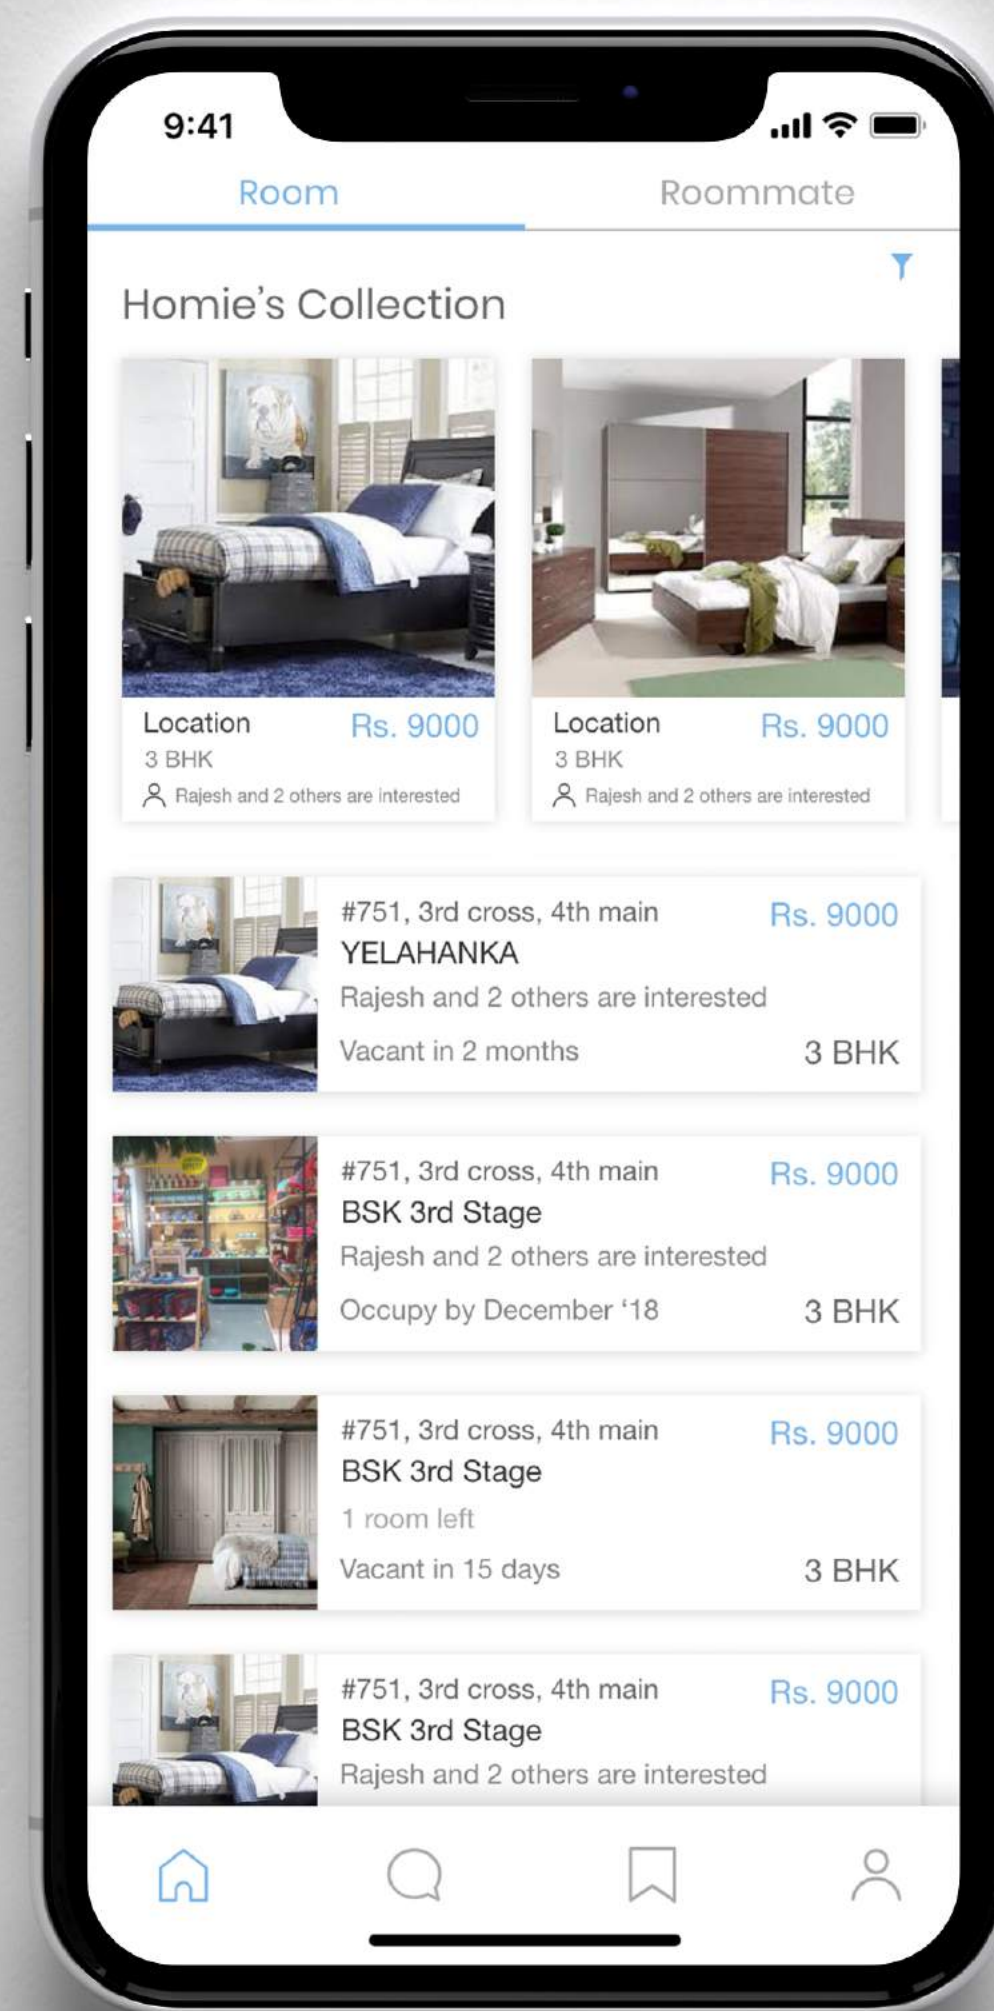 9:41
Room
Roommate
Homie's Collection
Location Rs. 9000
3 BHK
Rajesh and 2 others are interested
Location Rs. 9000
3 BHK
Rajesh and 2 others are interested
#751, 3rd cross, 4th main Rs. 9000
YELAHANKA
Rajesh and 2 others are interested
Vacant in 2 months 3 BHK
#751, 3rd cross, 4th main Rs. 9000
BSK 3rd Stage
Rajesh and 2 others are interested
Occupy by December ‘18 3 BHK
#751, 3rd cross, 4th main Rs. 9000
BSK 3rd Stage
1 room left
Vacant in 15 days 3 BHK
#751, 3rd cross, 4th main Rs. 9000
BSK 3rd Stage
Rajesh and 2 others are interested